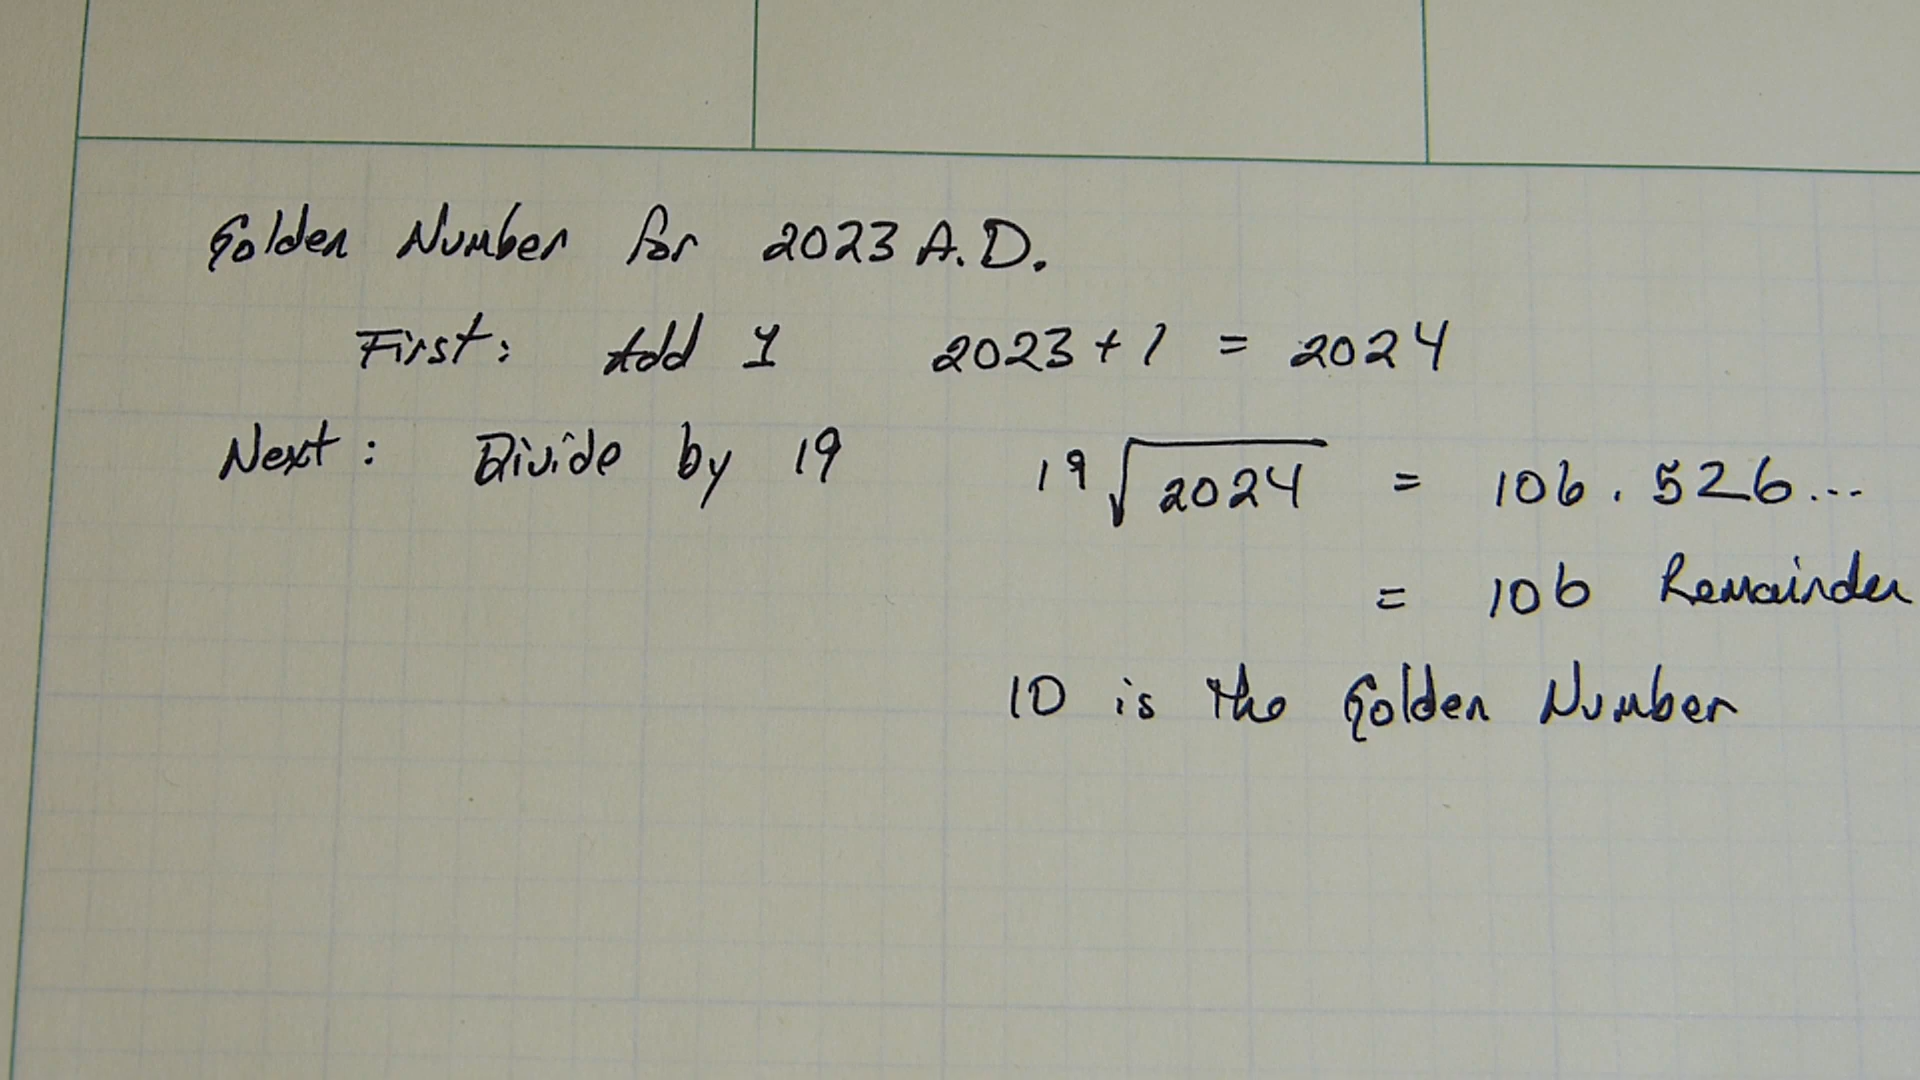 Golden Number for 2023 A.D.
First: Add 1 2023 + 1 = 2024
Next: Divide by 19 19√2024 = 106.526...
= 106 Remainder
10 is the Golden Number